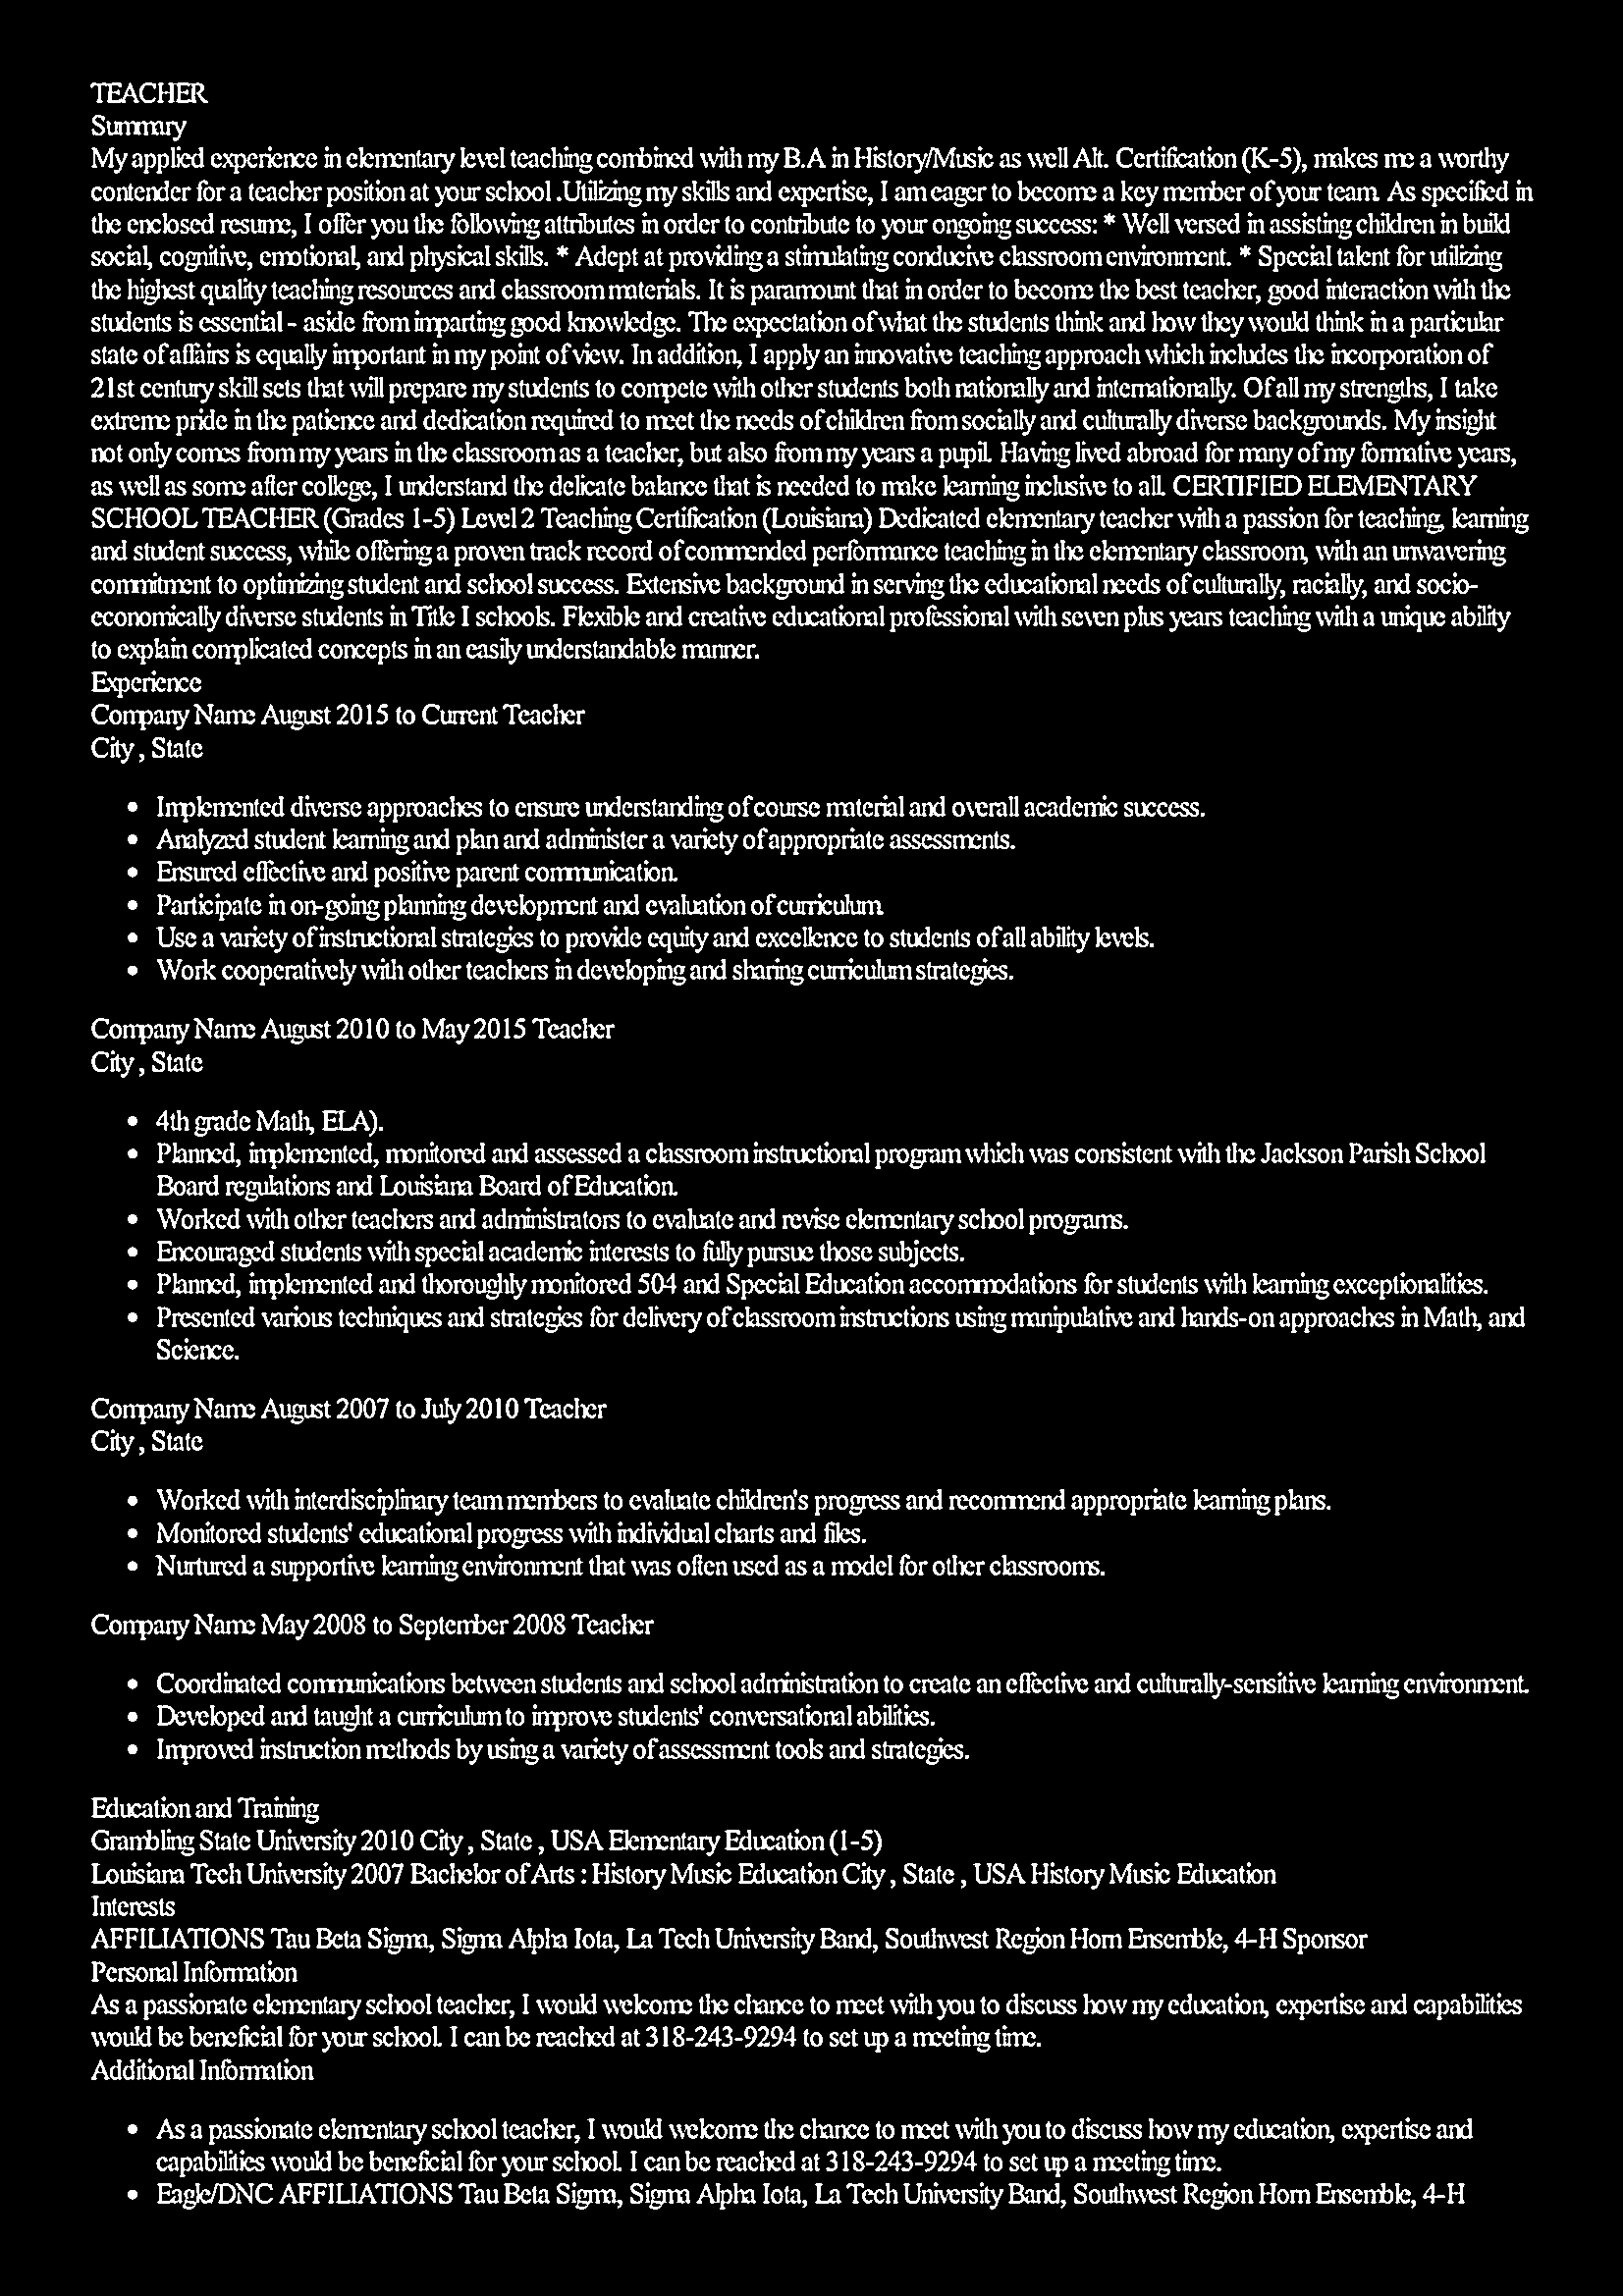 TEACHER
Summary
My applied experience in elementary level teaching combined with my B.A in History/Music as well Alt. Certification (K-5), makes me a worthy
contender for a teacher position at your school .Utilizing my skills and expertise, I am eager to become a key member of your team. As specified in
the enclosed resume, I offer you the following attributes in order to contribute to your ongoing success: * Well versed in assisting children in build
social, cognitive, emotional, and physical skills. * Adept at providing a stimulating conducive classroom environment. * Special talent for utilizing
the highest quality teaching resources and classroom materials. It is paramount that in order to become the best teacher, good interaction with the
students is essential - aside from imparting good knowledge. The expectation of what the students think and how they would think in a particular
state of affairs is equally important in my point of view. In addition, I apply an innovative teaching approach which includes the incorporation of
21st century skill sets that will prepare my students to compete with other students both nationally and internationally. Of all my strengths, I take
extreme pride in the patience and dedication required to meet the needs of children from socially and culturally diverse backgrounds. My insight
not only comes from my years in the classroom as a teacher, but also from my years a pupil. Having lived abroad for many of my formative years,
as well as some after college, I understand the delicate balance that is needed to make learning inclusive to all. CERTIFIED ELEMENTARY
SCHOOL TEACHER (Grades 1-5) Level 2 Teaching Certification (Louisiana) Dedicated elementary teacher with a passion for teaching, learning
and student success, while offering a proven track record of commended performance teaching in the elementary classroom, with an unwavering
commitment to optimizing student and school success. Extensive background in serving the educational needs of culturally, racially, and socio-
economically diverse students in Title I schools. Flexible and creative educational professional with seven plus years teaching with a unique ability
to explain complicated concepts in an easily understandable manner.
Experience
Company Name August 2015 to Current Teacher
City , State
• Implemented diverse approaches to ensure understanding of course material and overall academic success.
• Analyzed student learning and plan and administer a variety of appropriate assessments.
• Ensured effective and positive parent communication.
• Participate in on-going planning development and evaluation of curriculum.
• Use a variety of instructional strategies to provide equity and excellence to students of all ability levels.
• Work cooperatively with other teachers in developing and sharing curriculum strategies.
Company Name August 2010 to May 2015 Teacher
City , State
• 4th grade Math, ELA).
• Planned, implemented, monitored and assessed a classroom instructional program which was consistent with the Jackson Parish School
Board regulations and Louisiana Board of Education.
• Worked with other teachers and administrators to evaluate and revise elementary school programs.
• Encouraged students with special academic interests to fully pursue those subjects.
• Planned, implemented and thoroughly monitored 504 and Special Education accommodations for students with learning exceptionalities.
• Presented various techniques and strategies for delivery of classroom instructions using manipulative and hands-on approaches in Math, and
Science.
Company Name August 2007 to July 2010 Teacher
City , State
• Worked with interdisciplinary team members to evaluate children's progress and recommend appropriate learning plans.
• Monitored students' educational progress with individual charts and files.
• Nurtured a supportive learning environment that was often used as a model for other classrooms.
Company Name May 2008 to September 2008 Teacher
• Coordinated communications between students and school administration to create an effective and culturally-sensitive learning environment.
• Developed and taught a curriculum to improve students' conversational abilities.
• Improved instruction methods by using a variety of assessment tools and strategies.
Education and Training
Grambling State University 2010 City , State , USA Elementary Education (1-5)
Louisiana Tech University 2007 Bachelor of Arts : History Music Education City , State , USA History Music Education
Interests
AFFILIATIONS Tau Beta Sigma, Sigma Alpha Iota, La Tech University Band, Southwest Region Horn Ensemble, 4-H Sponsor
Personal Information
As a passionate elementary school teacher, I would welcome the chance to meet with you to discuss how my education, expertise and capabilities
would be beneficial for your school. I can be reached at 318-243-9294 to set up a meeting time.
Additional Information
• As a passionate elementary school teacher, I would welcome the chance to meet with you to discuss how my education, expertise and
capabilities would be beneficial for your school. I can be reached at 318-243-9294 to set up a meeting time.
• Eagle/DNC AFFILIATIONS Tau Beta Sigma, Sigma Alpha Iota, La Tech University Band, Southwest Region Horn Ensemble, 4-H